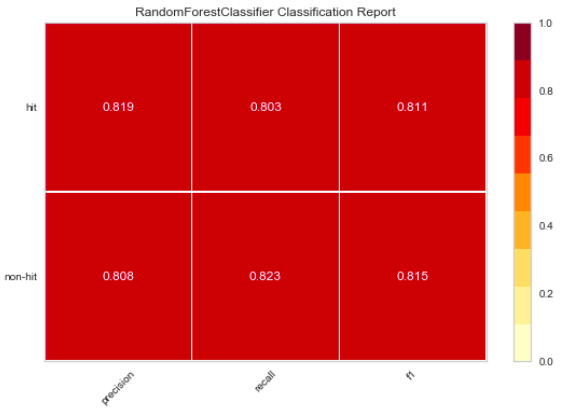 RandomForestClassifier Classification Report
hit
0.819
0.803
0.811
non-hit
0.808
0.823
0.815
precision
recall
f1
1.0
0.8
0.6
0.4
0.2
0.0